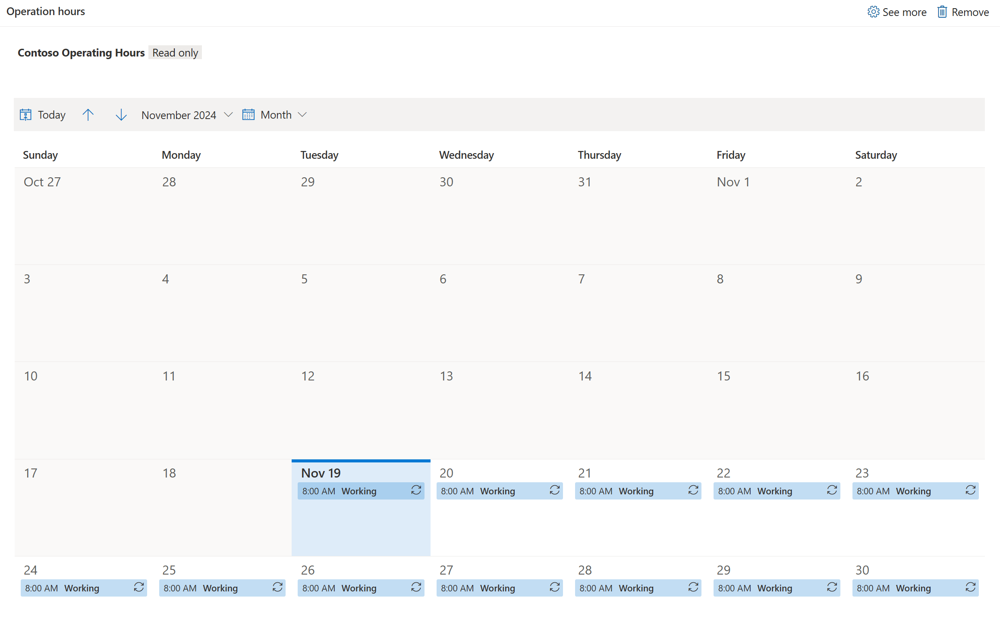 Operation hours See more Remove
Contoso Operating Hours Read only
Today November 2024 Month
Sunday Monday Tuesday Wednesday Thursday Friday Saturday
Oct 27 28 29 30 31 Nov 1 2
3 4 5 6 7 8 9
10 11 12 13 14 15 16
17 18 Nov 19 20 21 22 23
8:00 AM Working 8:00 AM Working 8:00 AM Working 8:00 AM Working 8:00 AM Working
24 25 26 27 28 29 30
8:00 AM Working 8:00 AM Working 8:00 AM Working 8:00 AM Working 8:00 AM Working 8:00 AM Working 8:00 AM Working